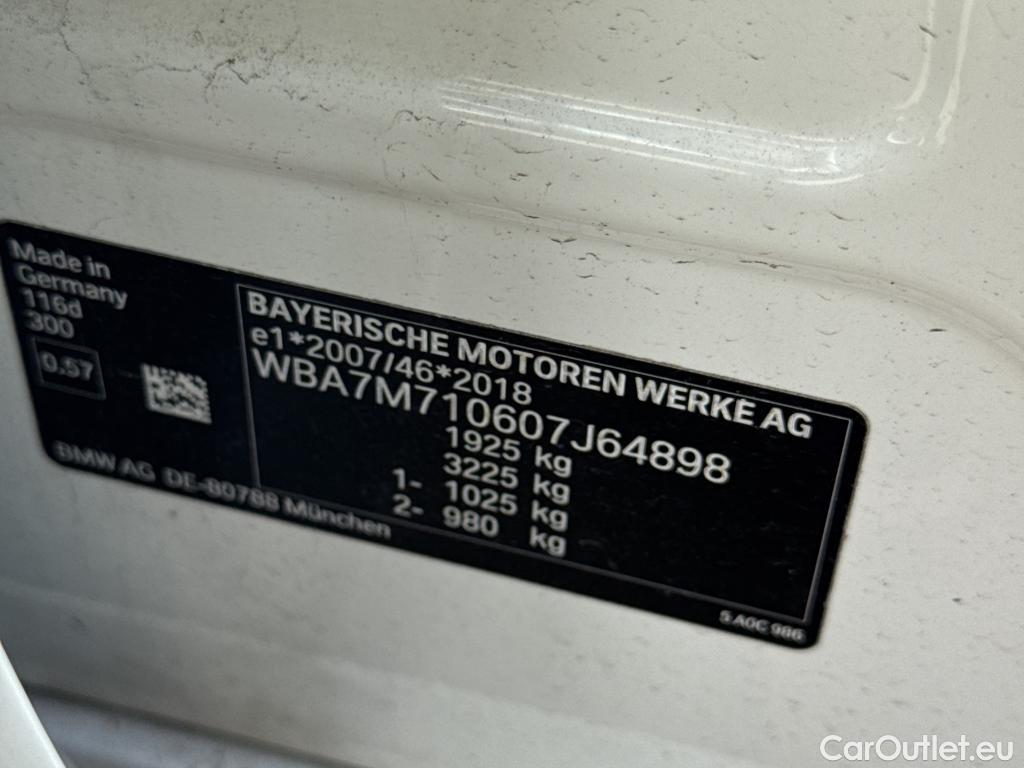 Made in
Germany
116d
300
0.57
BMW AG DE-80788 München
BAYERISCHE MOTOREN WERKE AG
e1*2007/46*2018
WBA7M710607J64898
1925 kg
3225 kg
1- 1025 kg
2- 980 kg
5 A0C 986
CarOutlet.eu